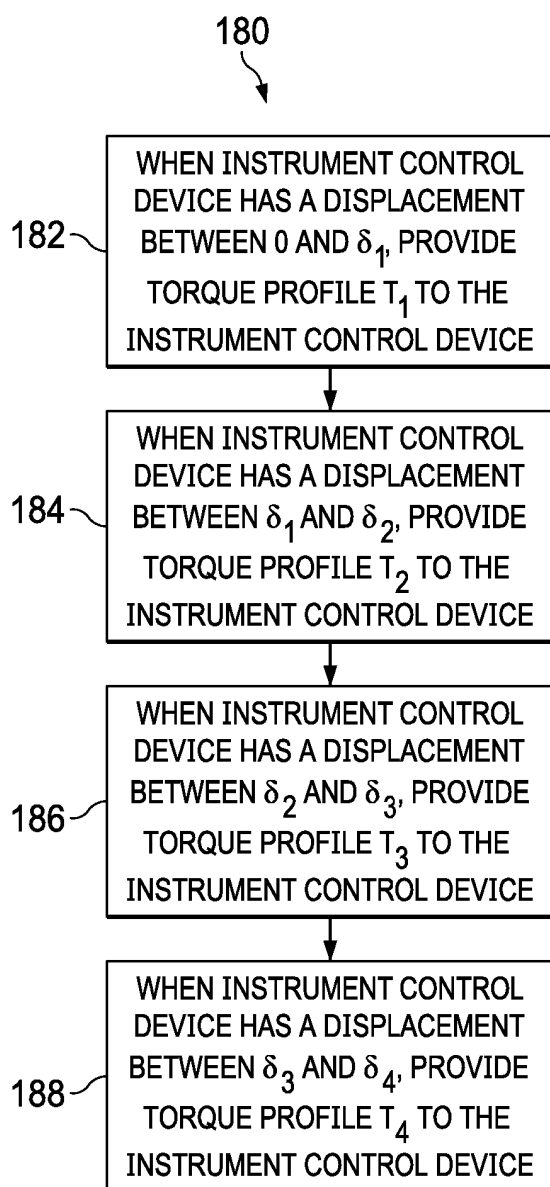 180
182
WHEN INSTRUMENT CONTROL
DEVICE HAS A DISPLACEMENT
BETWEEN 0 AND δ₁, PROVIDE
TORQUE PROFILE T₁ TO THE
INSTRUMENT CONTROL DEVICE
184
WHEN INSTRUMENT CONTROL
DEVICE HAS A DISPLACEMENT
BETWEEN δ₁ AND δ₂, PROVIDE
TORQUE PROFILE T₂ TO THE
INSTRUMENT CONTROL DEVICE
186
WHEN INSTRUMENT CONTROL
DEVICE HAS A DISPLACEMENT
BETWEEN δ₂ AND δ₃, PROVIDE
TORQUE PROFILE T₃ TO THE
INSTRUMENT CONTROL DEVICE
188
WHEN INSTRUMENT CONTROL
DEVICE HAS A DISPLACEMENT
BETWEEN δ₃ AND δ₄, PROVIDE
TORQUE PROFILE T₄ TO THE
INSTRUMENT CONTROL DEVICE